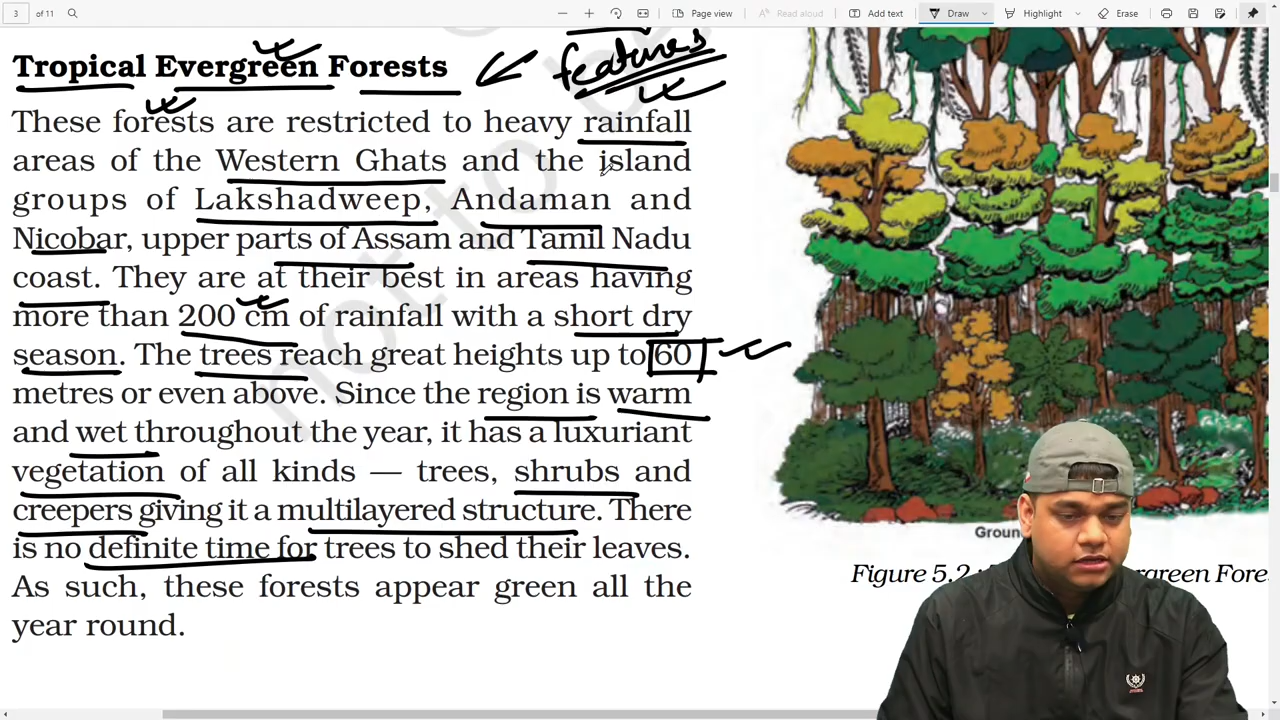 3 of 11
Page view
Read aloud
Add text
Draw
Highlight
Erase
Tropical Evergreen Forests
features
These forests are restricted to heavy rainfall
areas of the Western Ghats and the island
groups of Lakshadweep, Andaman and
Nicobar, upper parts of Assam and Tamil Nadu
coast. They are at their best in areas having
more than 200 cm of rainfall with a short dry
season. The trees reach great heights up to 60
metres or even above. Since the region is warm
and wet throughout the year, it has a luxuriant
vegetation of all kinds — trees, shrubs and
creepers giving it a multilayered structure. There
is no definite time for trees to shed their leaves.
As such, these forests appear green all the
year round.
not to be
Figure 5.2 :